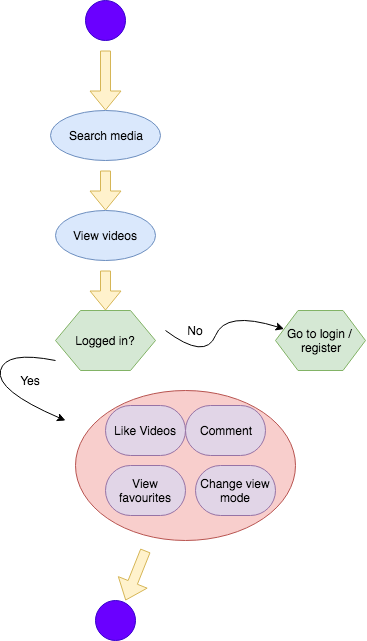 Search media
View videos
Logged in?
No
Go to login /
register
Yes
Like Videos
Comment
View
favourites
Change view
mode